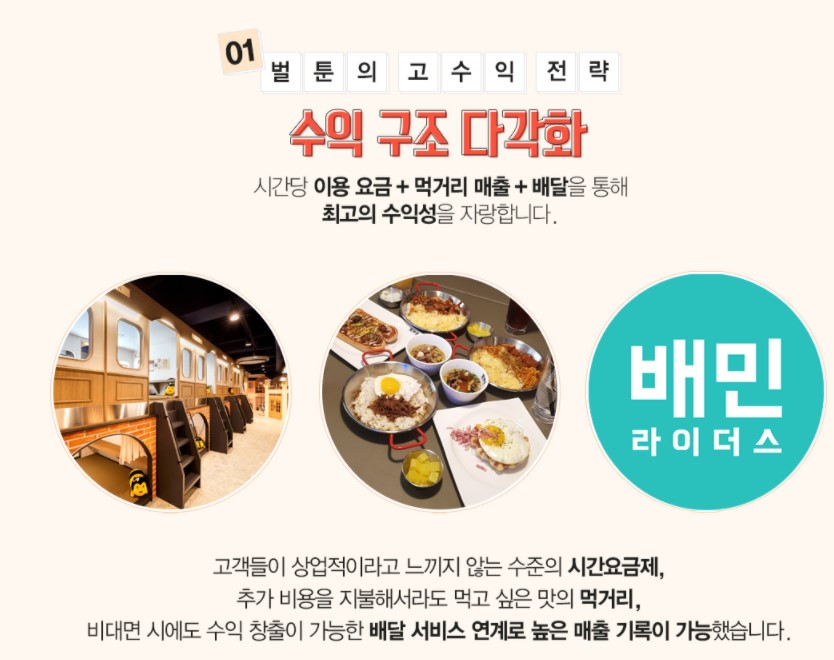 01
벌툰의 고수익 전략
수익 구조 다각화
시간당 이용 요금 + 먹거리 매출 + 배달을 통해
최고의 수익성을 자랑합니다.
배민
라이더스
고객들이 상업적이라고 느끼지 않는 수준의 시간요금제,
추가 비용을 지불해서라도 먹고 싶은 맛의 먹거리,
비대면 시에도 수익 창출이 가능한 배달 서비스 연계로 높은 매출 기록이 가능했습니다.